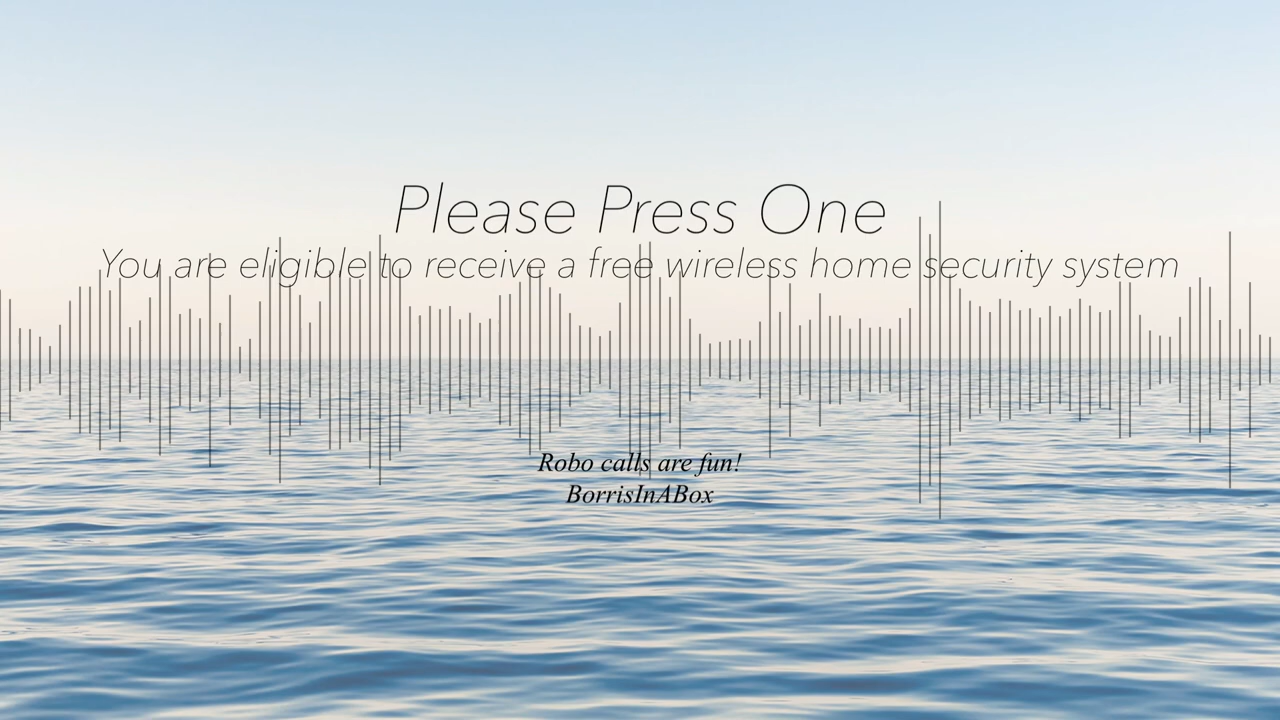 Please Press One
You are eligible to receive a free wireless home security system
Robo calls are fun!
BorrisInABox